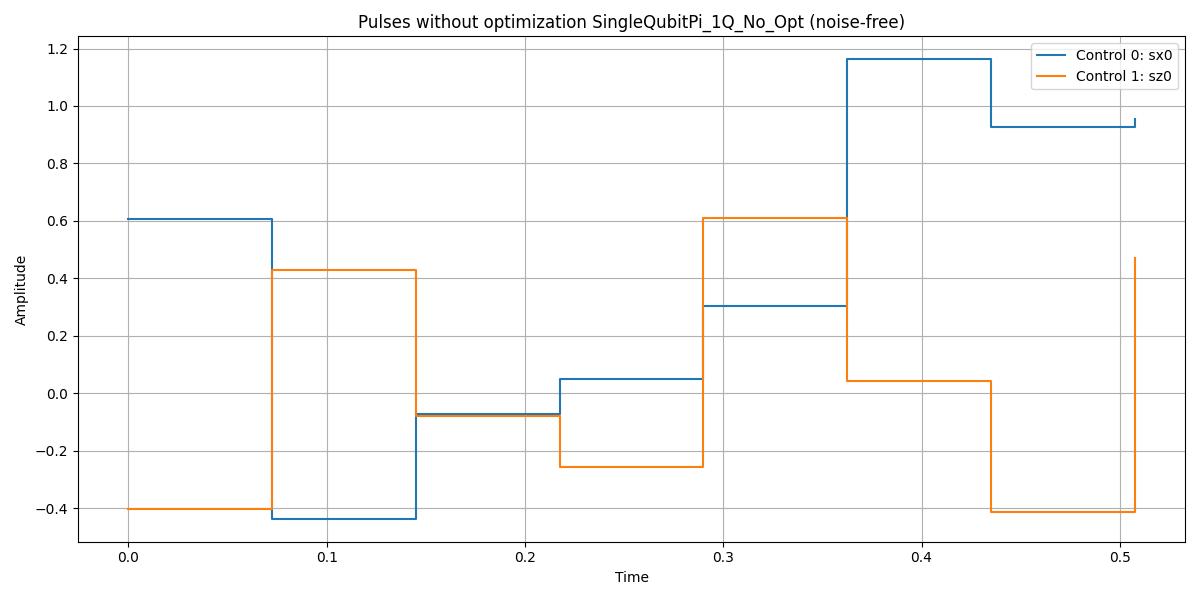 Pulses without optimization SingleQubitPi_1Q_No_Opt (noise-free)
Control 0: sx0
Control 1: sz0
Amplitude
1.2
1.0
0.8
0.6
0.4
0.2
0.0
−0.2
−0.4
0.0 0.1 0.2 0.3 0.4 0.5
Time